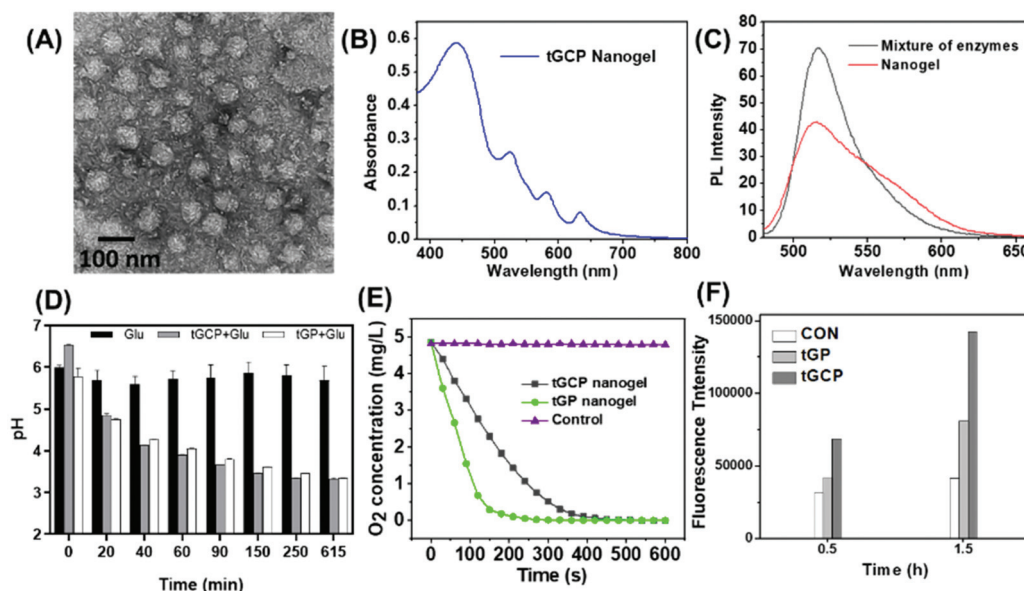 (A)
100 nm
(B)
Absorbance
0.6
0.5
0.4
0.3
0.2
0.1
0.0
tGCP Nanogel
400 500 600 700 800
Wavelength (nm)
(C)
PL Intensity
80
70
60
50
40
30
20
10
0
Mixture of enzymes
Nanogel
500 550 600 650
Wavelength (nm)
(D)
pH
7
6
5
4
3
2
Glu tGCP+Glu tGP+Glu
0 20 40 60 90 150 250 615
Time (min)
(E)
O2 concentration (mg/L)
5
4
3
2
1
0
tGCP nanogel
tGP nanogel
Control
0 100 200 300 400 500 600
Time (s)
(F)
Fluorescence Tntensity
150000
100000
50000
0
CON
tGP
tGCP
0.5 1.5
Time (h)